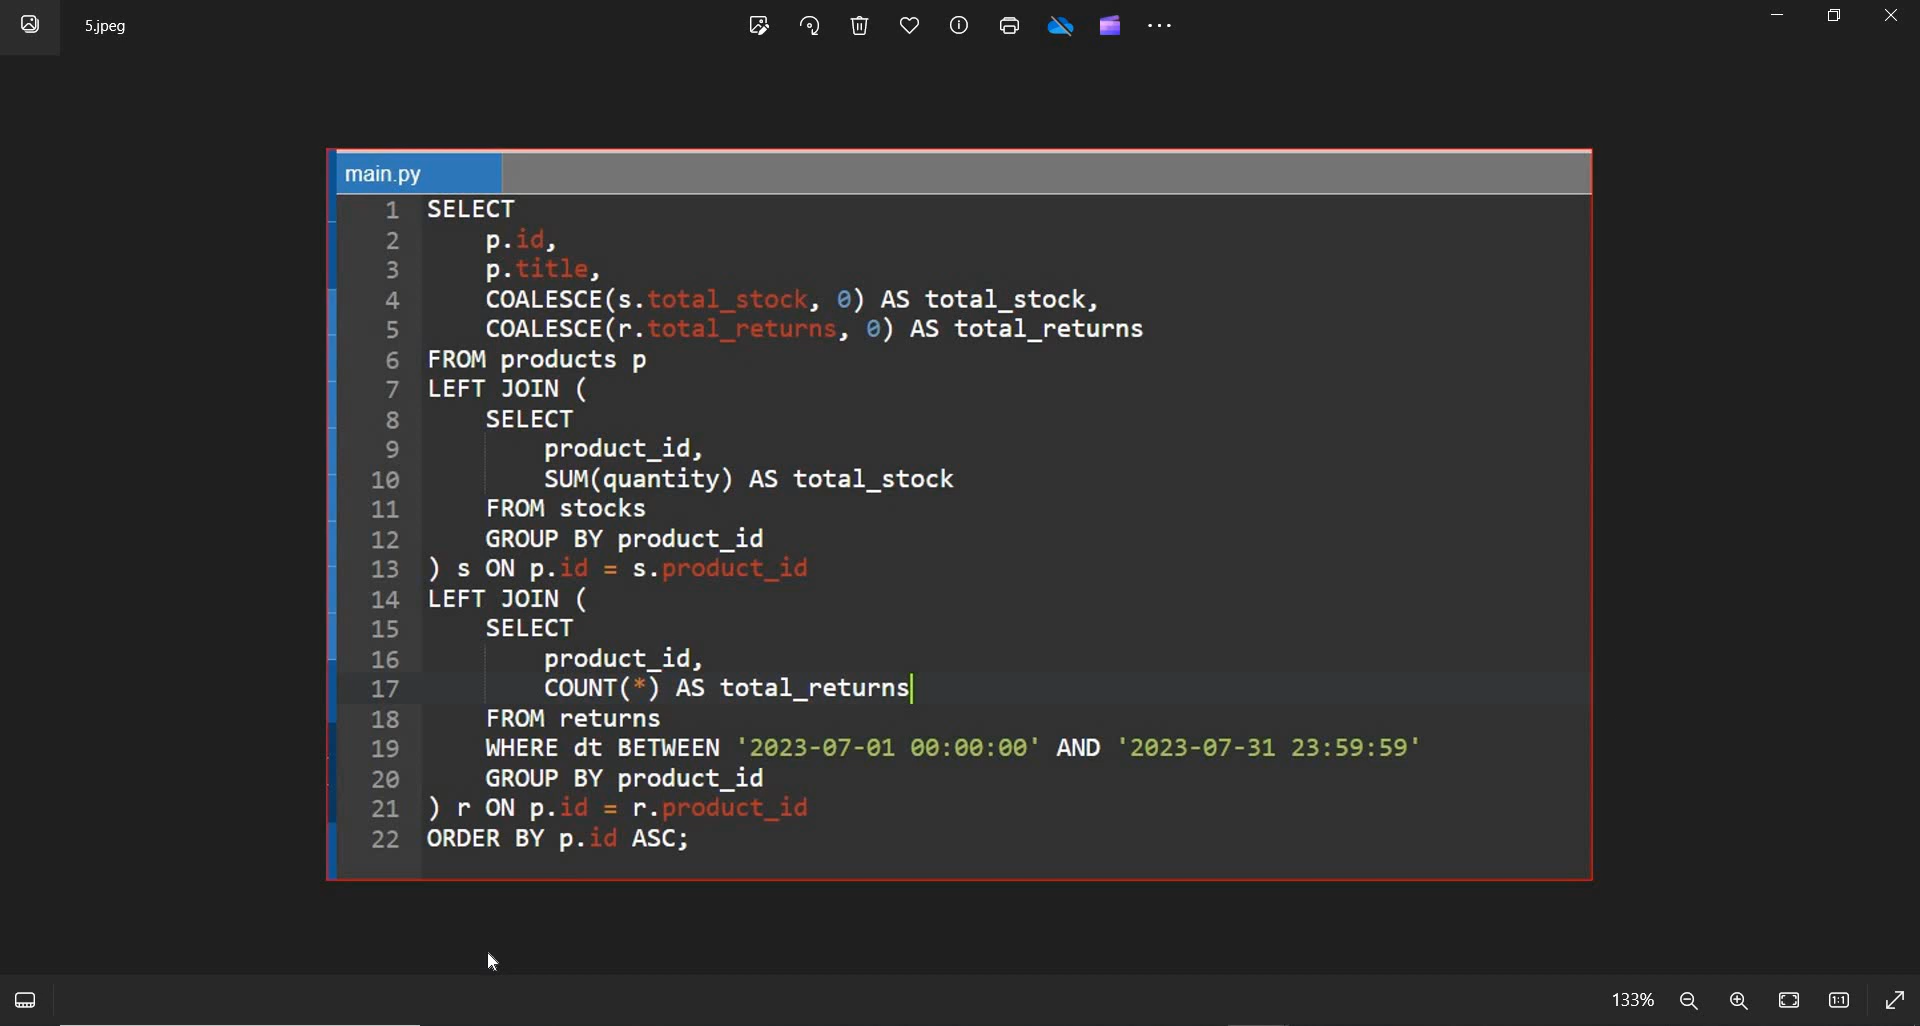 5.jpeg
main.py
1 SELECT
2     p.id,
3     p.title,
4     COALESCE(s.total_stock, 0) AS total_stock,
5     COALESCE(r.total_returns, 0) AS total_returns
6 FROM products p
7 LEFT JOIN (
8     SELECT
9         product_id,
10         SUM(quantity) AS total_stock
11     FROM stocks
12     GROUP BY product_id
13 ) s ON p.id = s.product_id
14 LEFT JOIN (
15     SELECT
16         product_id,
17         COUNT(*) AS total_returns
18     FROM returns
19     WHERE dt BETWEEN '2023-07-01 00:00:00' AND '2023-07-31 23:59:59'
20     GROUP BY product_id
21 ) r ON p.id = r.product_id
22 ORDER BY p.id ASC;
133% 1:1